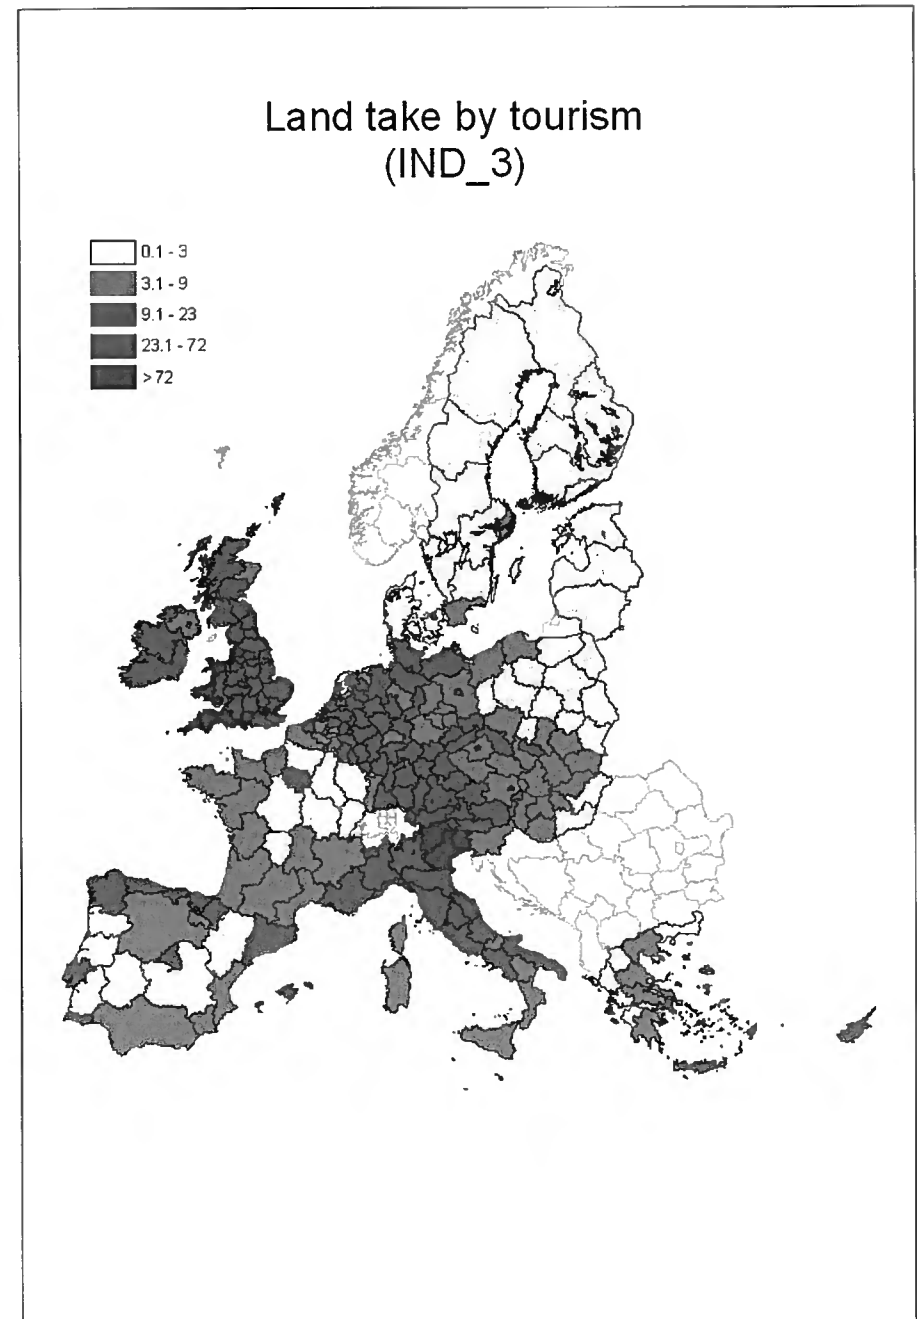 Land take by tourism
(IND_3)
0.1 - 3
3.1 - 9
9.1 - 23
23.1 - 72
>72